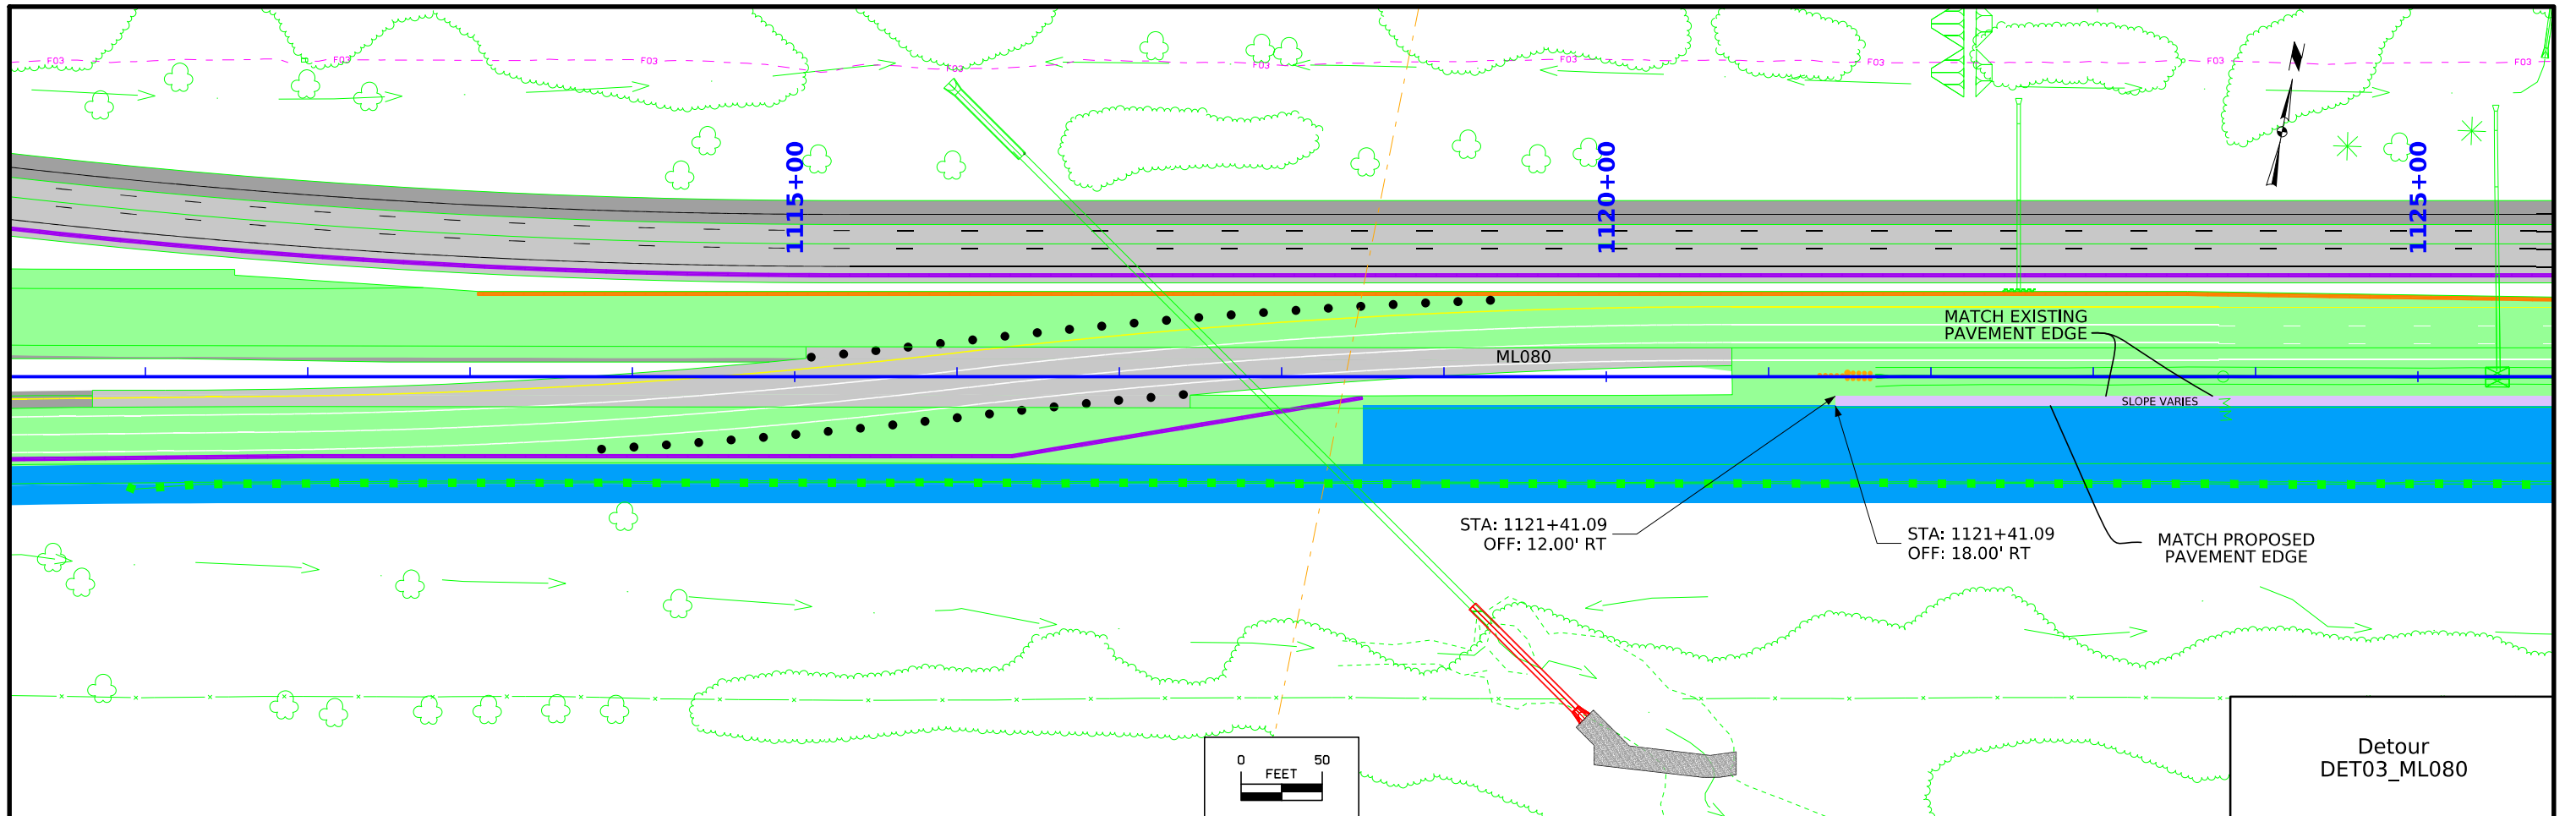 F03
F03
F03
F03
F03
F03
F03
F03
F03
1115+00
1120+00
1125+00
MATCH EXISTING
PAVEMENT EDGE
ML080
SLOPE VARIES
STA: 1121+41.09
OFF: 12.00' RT
STA: 1121+41.09
OFF: 18.00' RT
MATCH PROPOSED
PAVEMENT EDGE
0 50
FEET
Detour
DET03_ML080